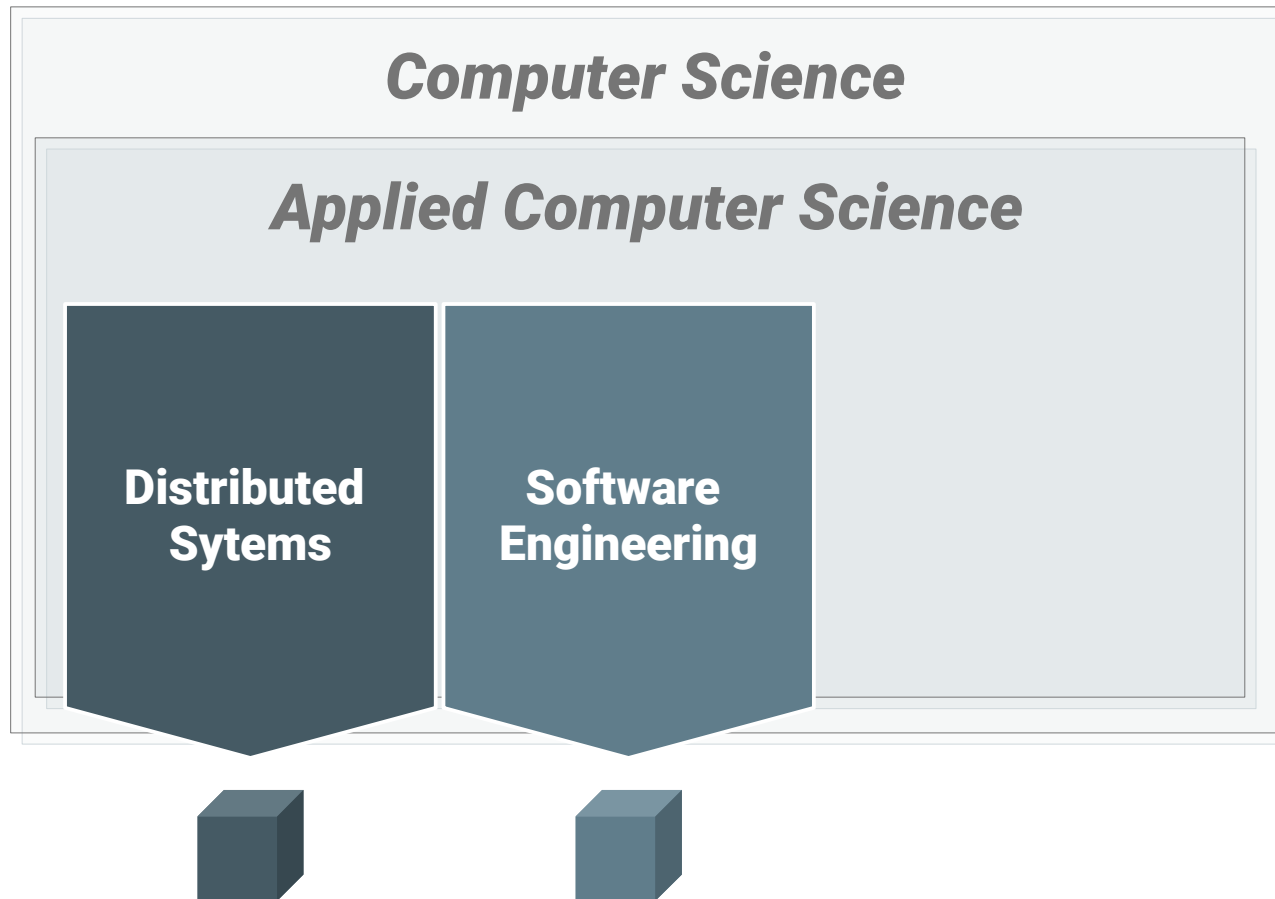 Computer Science
Applied Computer Science
Distributed
Sytems
Software
Engineering